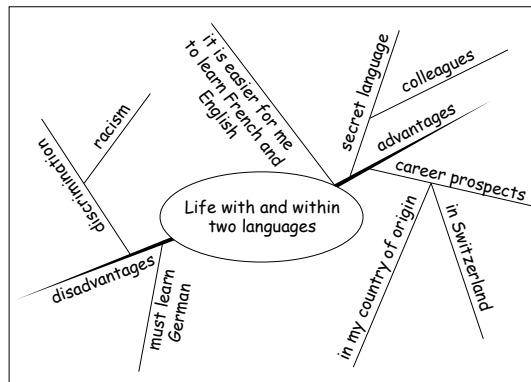 Life with and within
two languages
advantages
it is easier for me
to learn French and
English
secret language
colleagues
career prospects
in my country of origin
in Switzerland
disadvantages
discrimination
racism
must learn
German